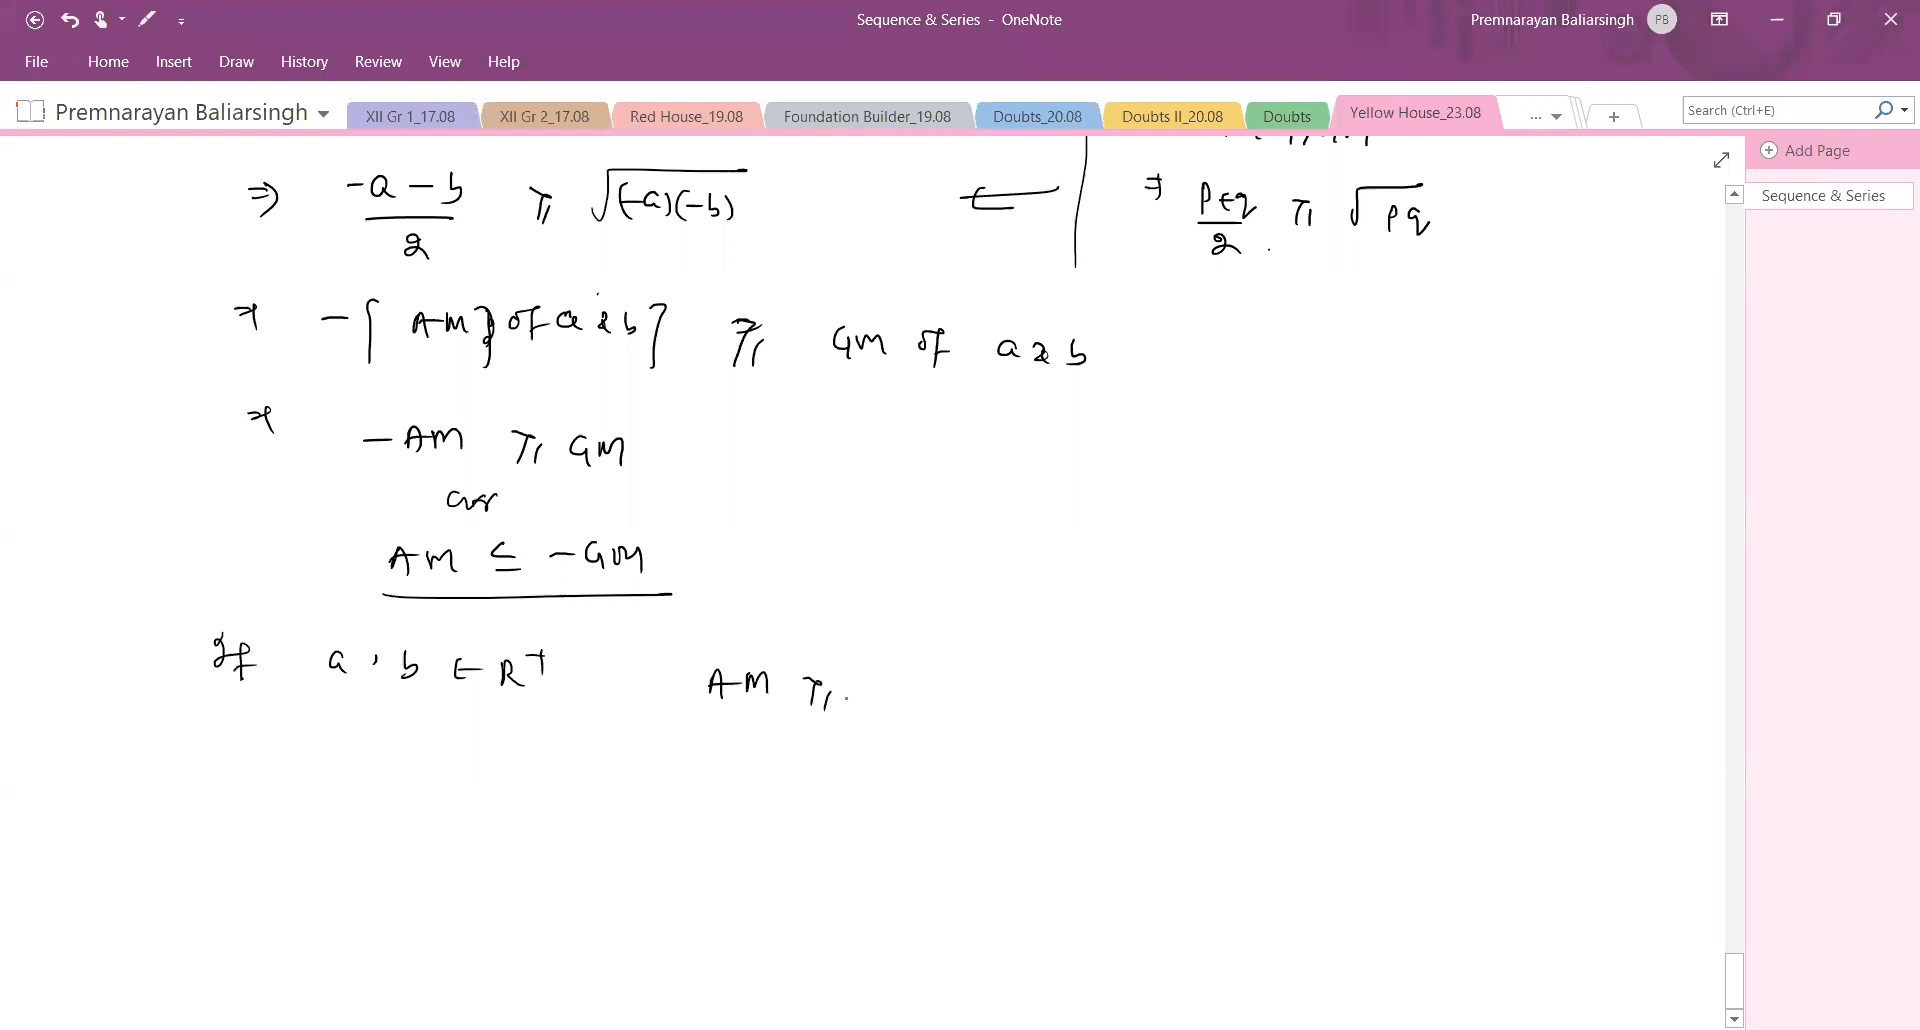 Sequence & Series - OneNote
Premnarayan Baliarsingh PB
File Home Insert Draw History Review View Help
Premnarayan Baliarsingh
XII Gr 1_17.08 XII Gr 2_17.08 Red House_19.08 Foundation Builder_19.08 Doubts_20.08 Doubts II_20.08 Doubts Yellow House_23.08 ... +
Search (Ctrl+E)
Add Page
Sequence & Series
⇒ (-a-b)/2 ≥ √((-a)(-b))
⇒ (p+q)/2 ≥ √(pq)
⇒ -[AM} of a & b] ≥ GM of a & b
⇒ -AM ≥ GM
or
AM ≤ -GM
If a, b ∈ R⁺ AM ≥